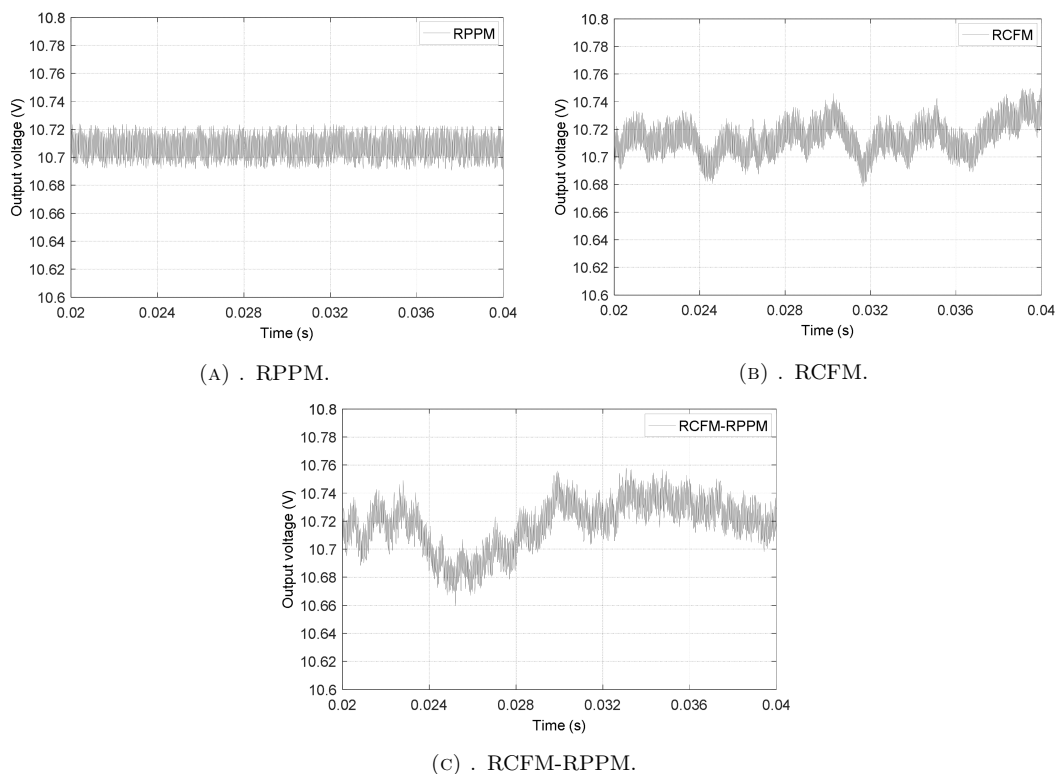 10.8
RPPM
10.78
10.76
10.74
10.72
10.7
10.68
10.66
10.64
10.62
10.6
Output voltage (V)
0.02 0.024 0.028 0.032 0.036 0.04
Time (s)
(A) . RPPM.
10.8
RCFM
10.78
10.76
10.74
10.72
10.7
10.68
10.66
10.64
10.62
10.6
Output voltage (V)
0.02 0.024 0.028 0.032 0.036 0.04
Time (s)
(B) . RCFM.
10.8
RCFM-RPPM
10.78
10.76
10.74
10.72
10.7
10.68
10.66
10.64
10.62
10.6
Output voltage (V)
0.02 0.024 0.028 0.032 0.036 0.04
Time (s)
(C) . RCFM-RPPM.